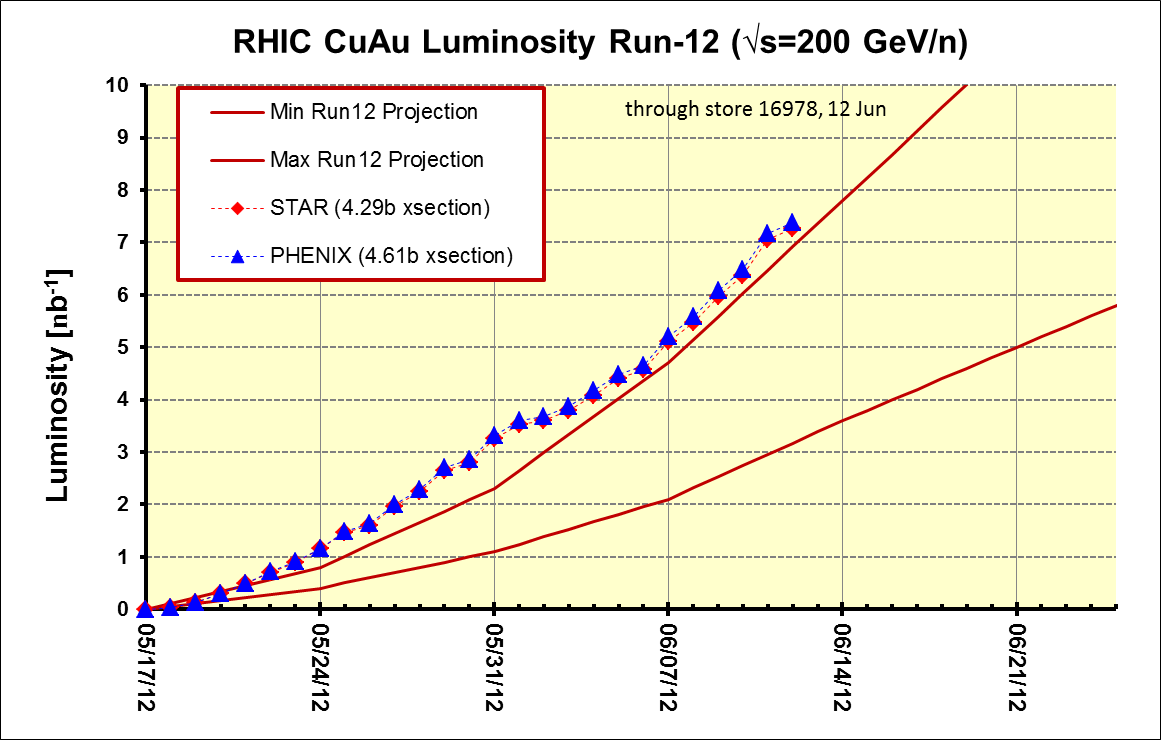 RHIC CuAu Luminosity Run-12 (√s=200 GeV/n)
through store 16978, 12 Jun
Min Run12 Projection
Max Run12 Projection
STAR (4.29b xsection)
PHENIX (4.61b xsection)
Luminosity [nb-1]
10
9
8
7
6
5
4
3
2
1
0
05/17/12
05/24/12
05/31/12
06/07/12
06/14/12
06/21/12